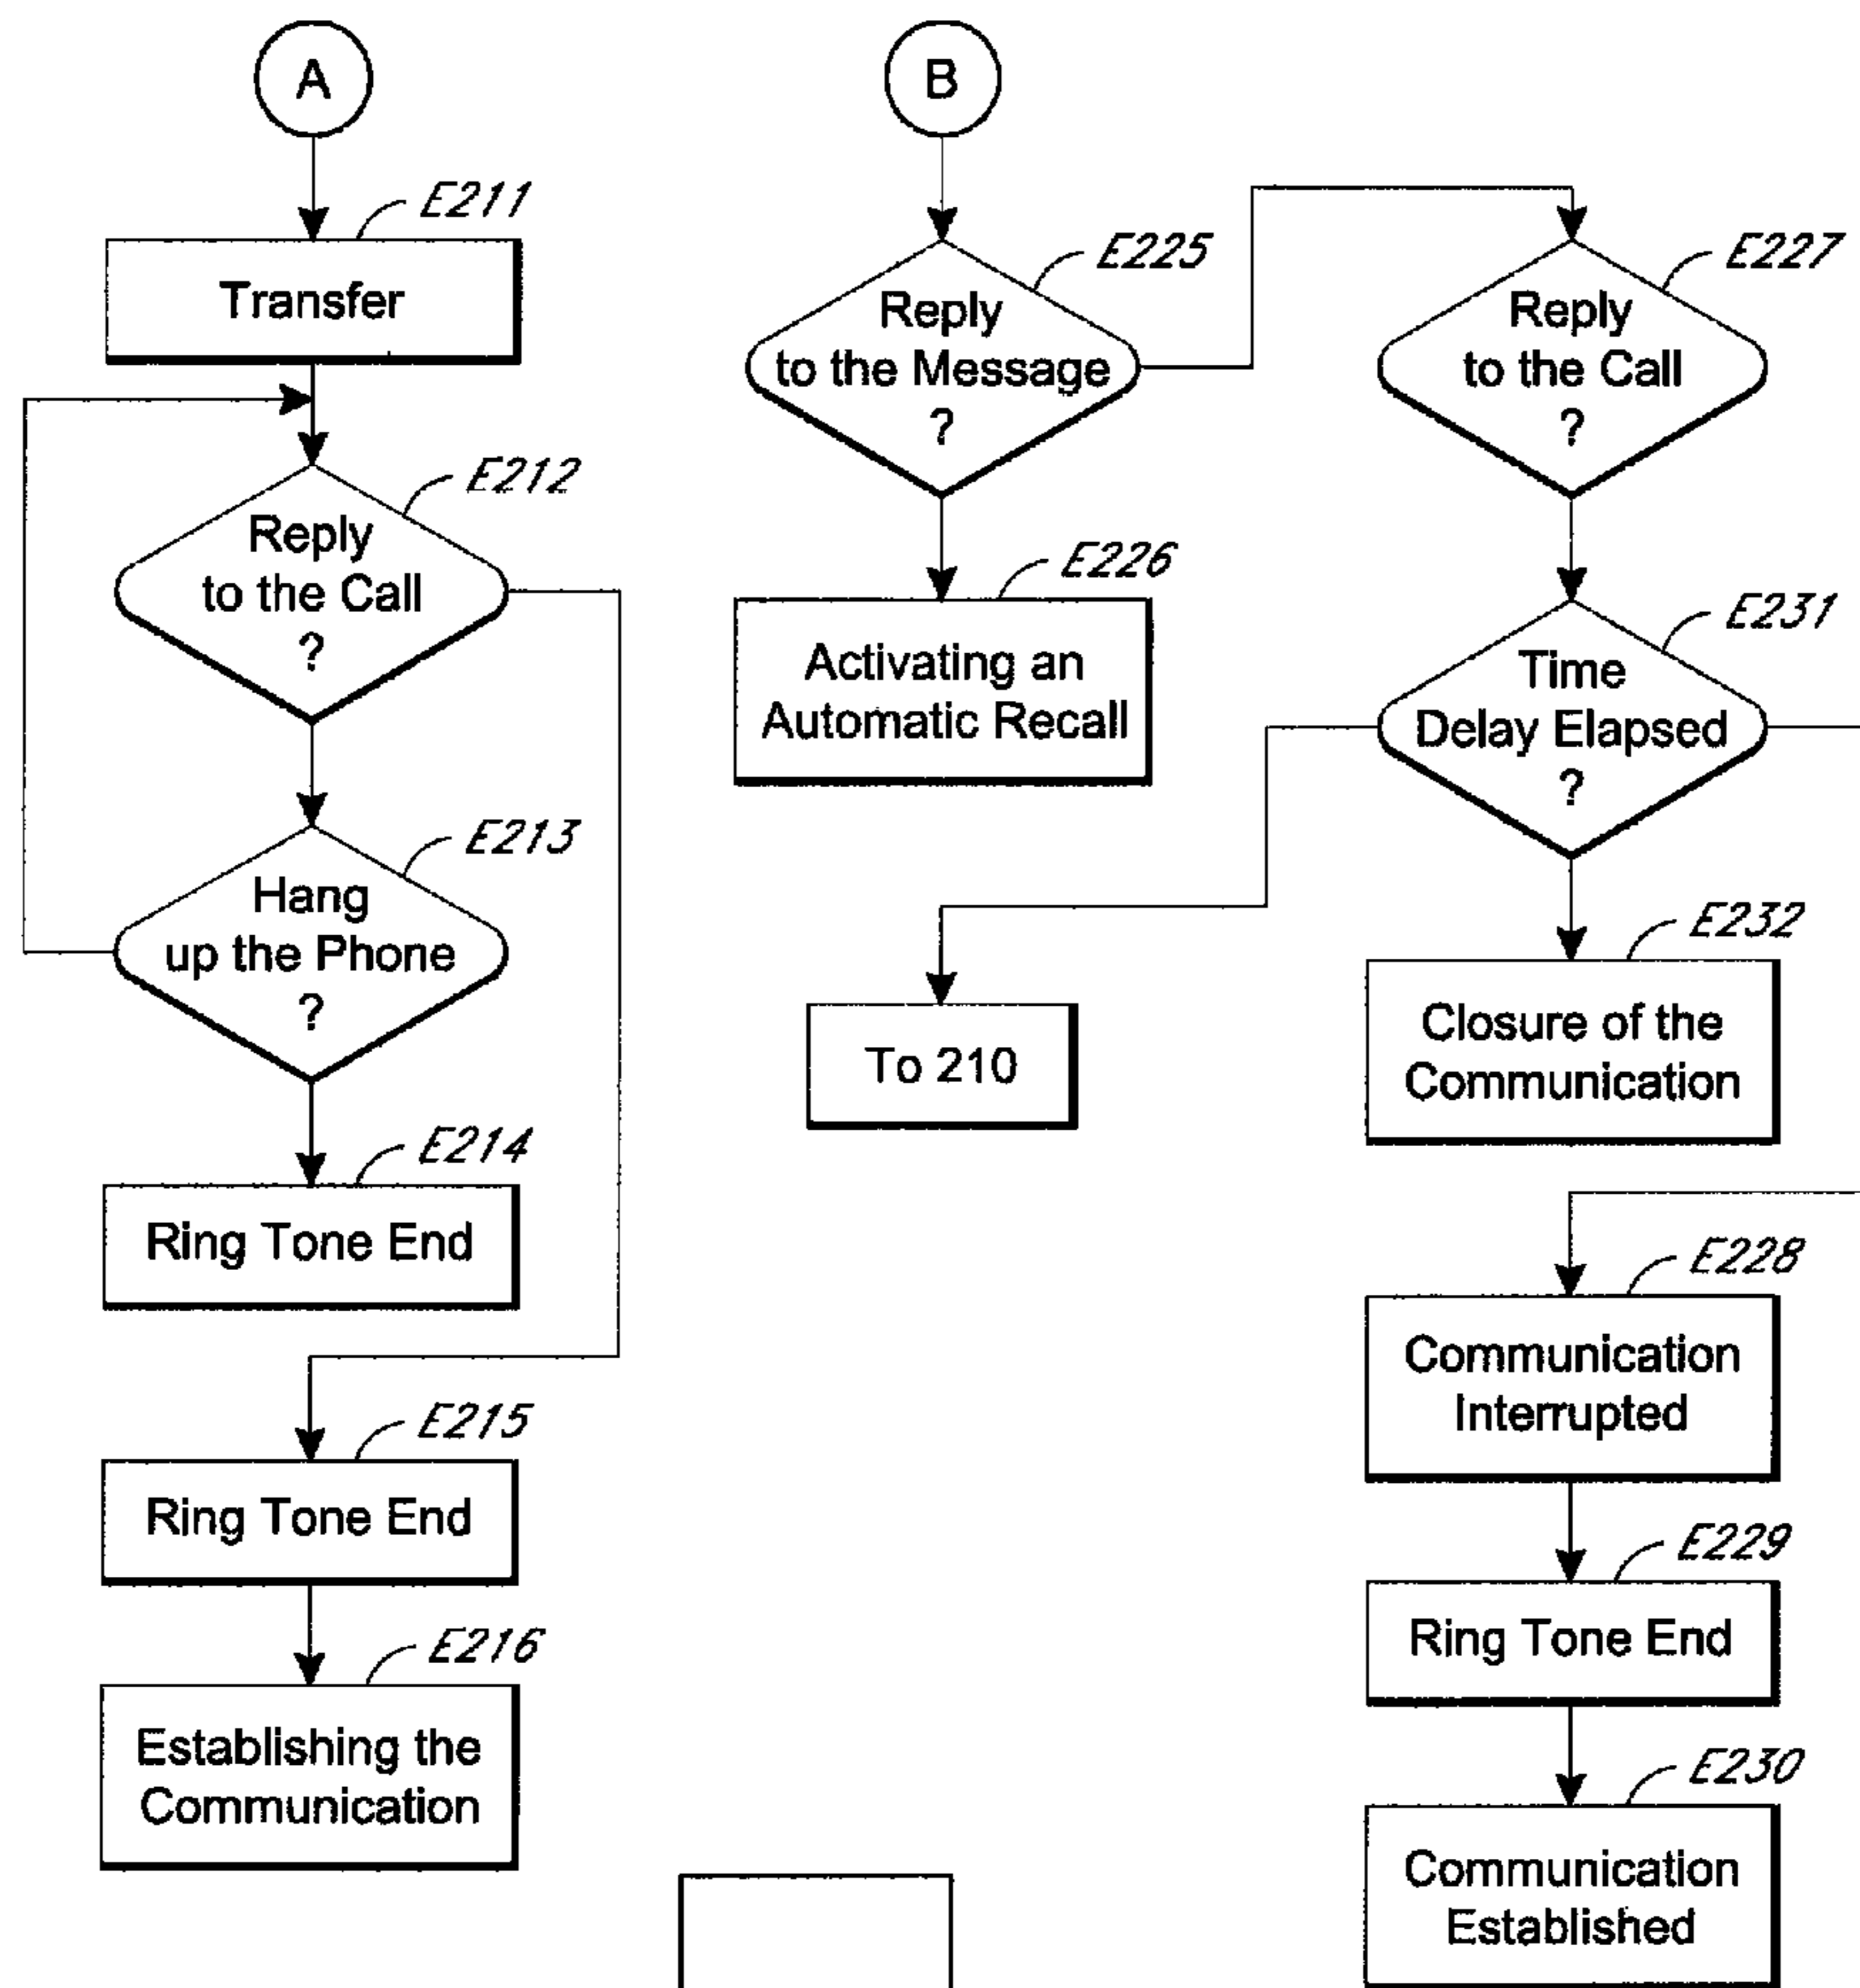 A
E211
Transfer
E212
Reply
to the Call
?
E213
Hang
up the Phone
?
E214
Ring Tone End
E215
Ring Tone End
E216
Establishing the
Communication
B
E225
Reply
to the Message
?
E226
Activating an
Automatic Recall
E227
Reply
to the Call
?
E231
Time
Delay Elapsed
?
To 210
E232
Closure of the
Communication
E228
Communication
Interrupted
E229
Ring Tone End
E230
Communication
Established